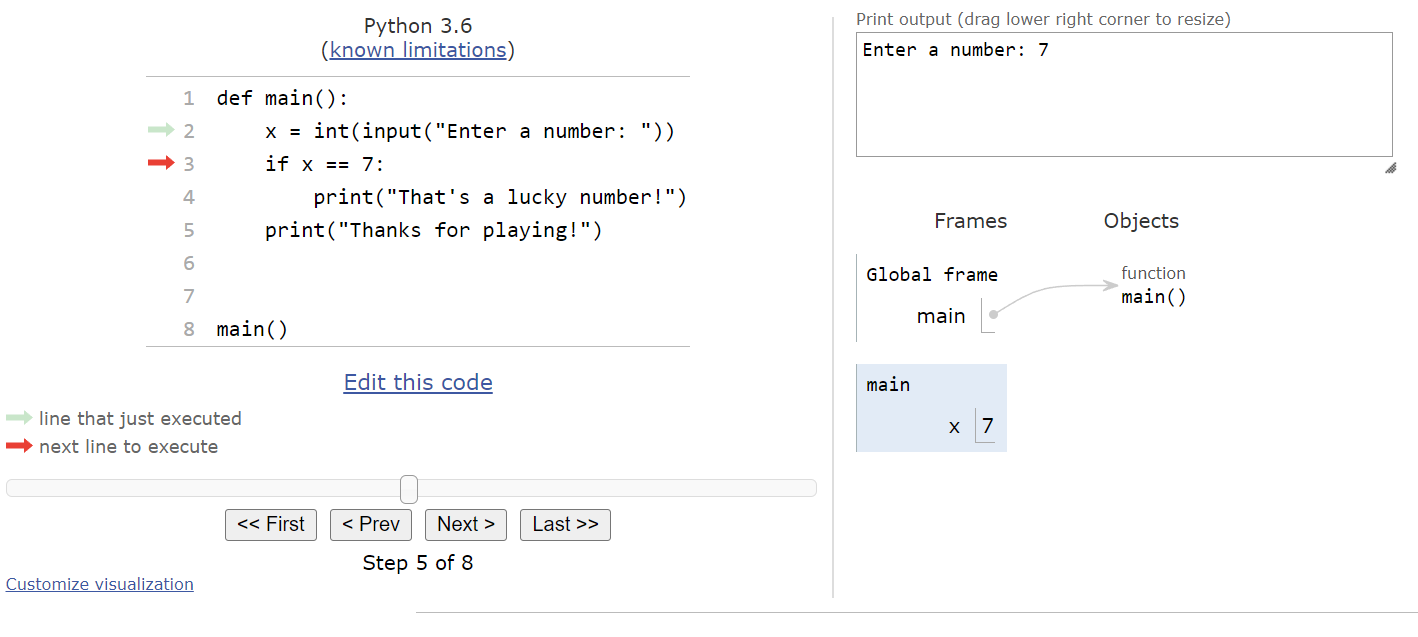 Python 3.6
(known limitations)
1 def main():
2     x = int(input("Enter a number: "))
3     if x == 7:
4         print("That's a lucky number!")
5     print("Thanks for playing!")
6
7
8 main()
Edit this code
line that just executed
next line to execute
<< First < Prev Next > Last >>
Step 5 of 8
Customize visualization
Print output (drag lower right corner to resize)
Enter a number: 7
Frames Objects
Global frame
main
function
main()
main
x 7